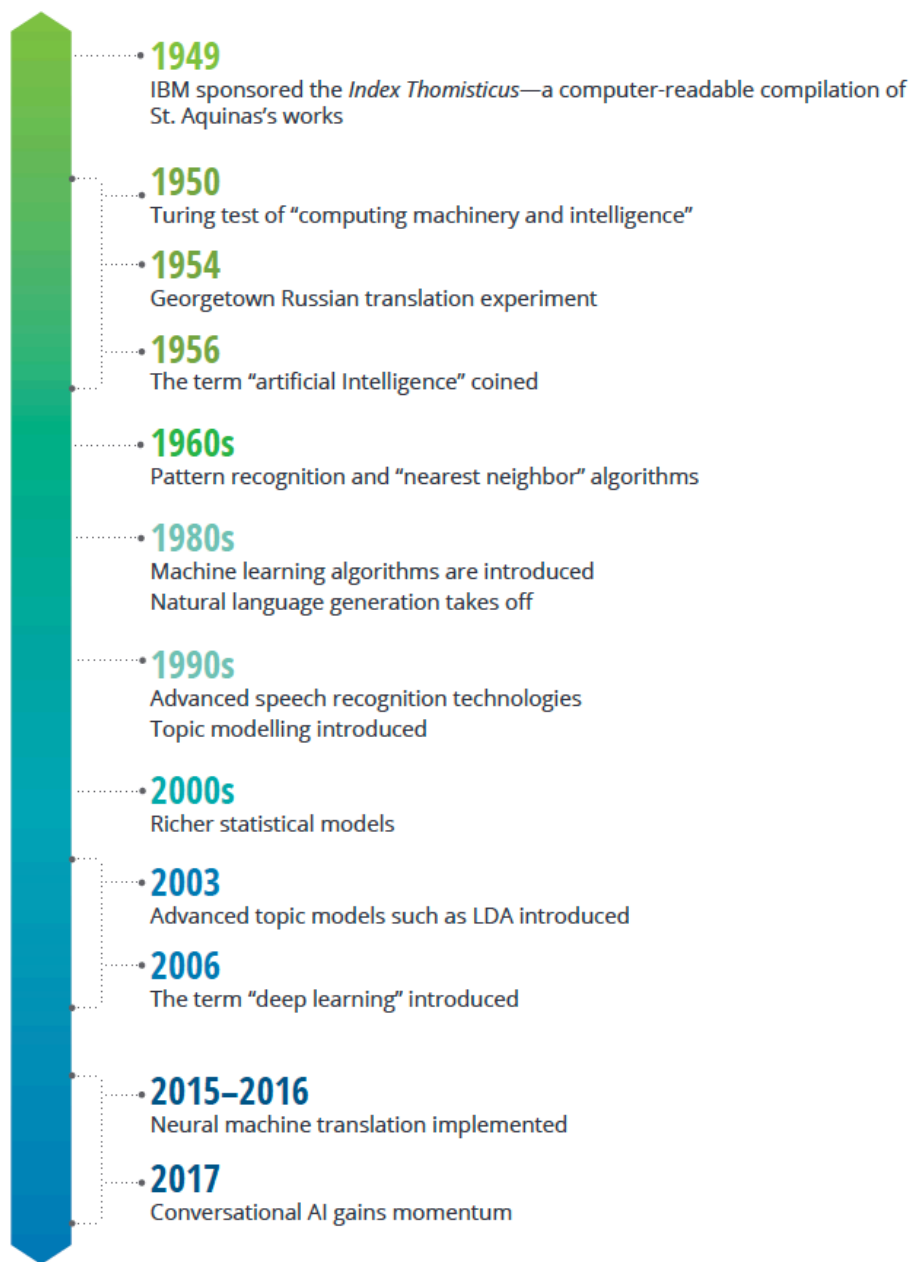 1949
IBM sponsored the Index Thomisticus—a computer-readable compilation of
St. Aquinas’s works
1950
Turing test of “computing machinery and intelligence”
1954
Georgetown Russian translation experiment
1956
The term “artificial Intelligence” coined
1960s
Pattern recognition and “nearest neighbor” algorithms
1980s
Machine learning algorithms are introduced
Natural language generation takes off
1990s
Advanced speech recognition technologies
Topic modelling introduced
2000s
Richer statistical models
2003
Advanced topic models such as LDA introduced
2006
The term “deep learning” introduced
2015–2016
Neural machine translation implemented
2017
Conversational AI gains momentum